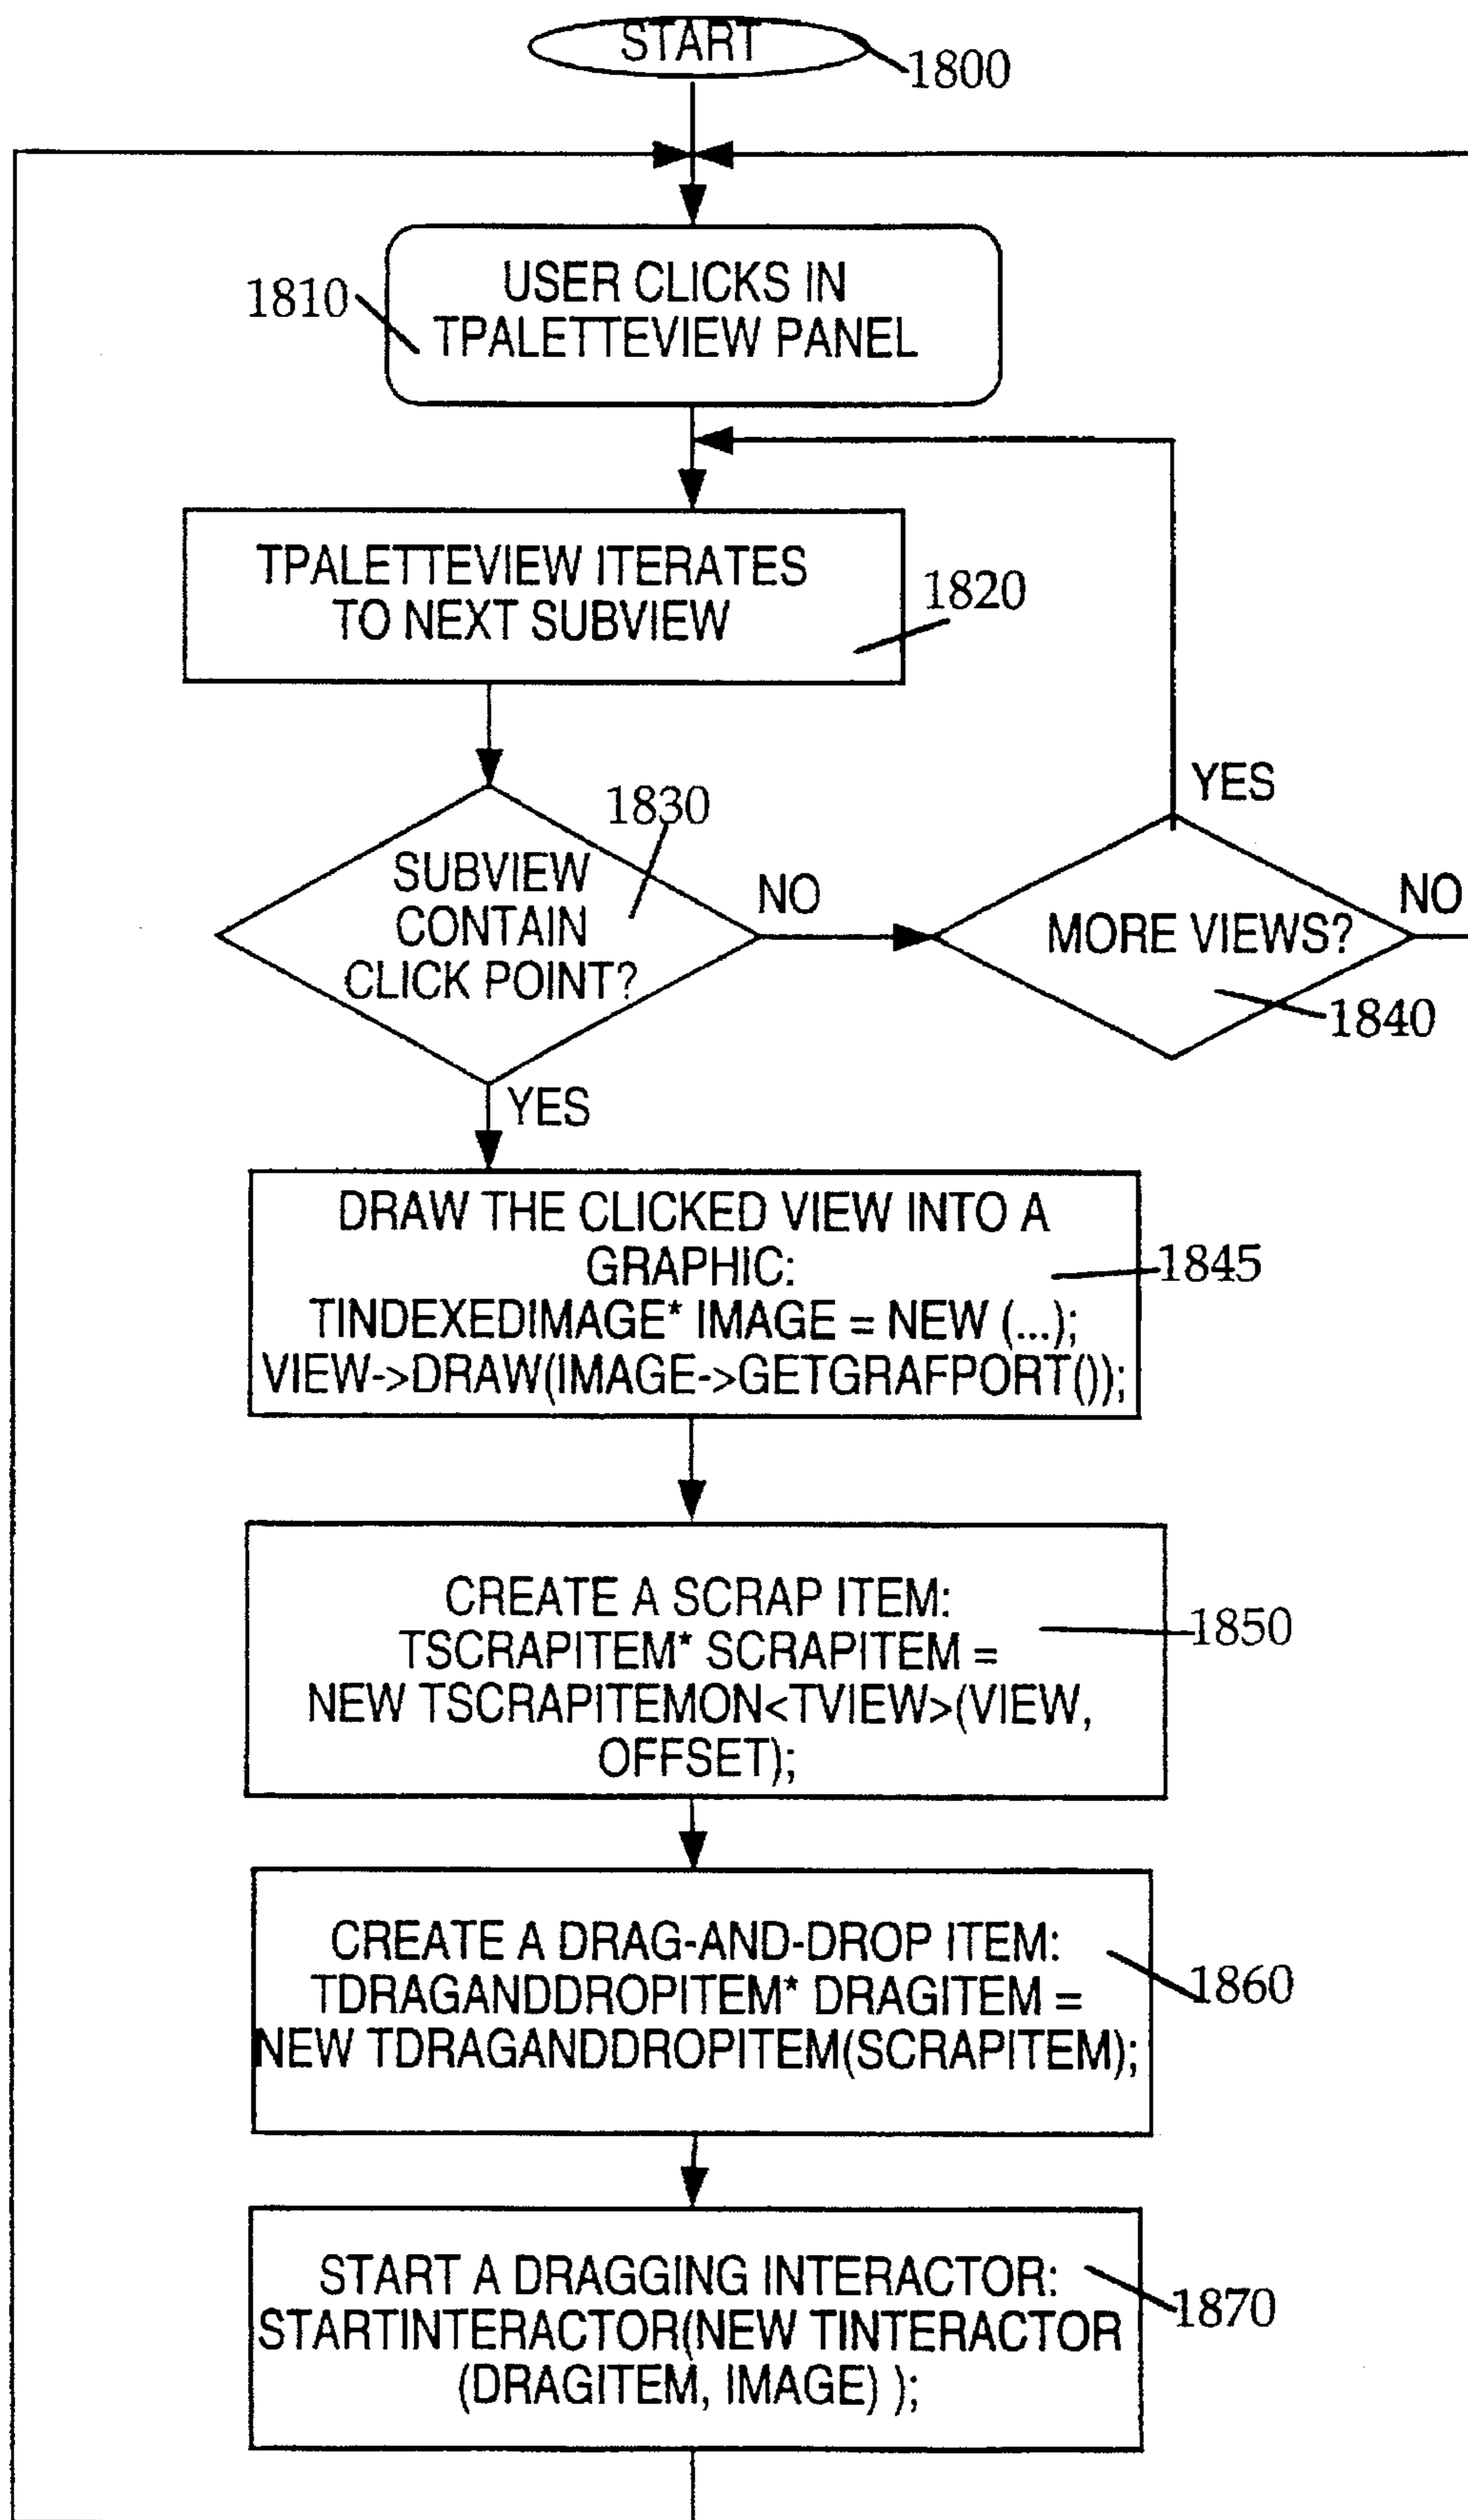 START
1800
USER CLICKS IN
TPALETTEVIEW PANEL
1810
TPALETTEVIEW ITERATES
TO NEXT SUBVIEW
1820
1830
SUBVIEW
CONTAIN
CLICK POINT?
NO
YES
MORE VIEWS?
NO
1840
YES
DRAW THE CLICKED VIEW INTO A
GRAPHIC:
TINDEXEDIMAGE* IMAGE = NEW (...);
VIEW->DRAW(IMAGE->GETGRAFPORT());
1845
CREATE A SCRAP ITEM:
TSCRAPITEM* SCRAPITEM =
NEW TSCRAPITEMON<TVIEW>(VIEW,
OFFSET);
1850
CREATE A DRAG-AND-DROP ITEM:
TDRAGANDDROPITEM* DRAGITEM =
NEW TDRAGANDDROPITEM(SCRAPITEM);
1860
START A DRAGGING INTERACTOR:
STARTINTERACTOR(NEW TINTERACTOR
(DRAGITEM, IMAGE) );
1870